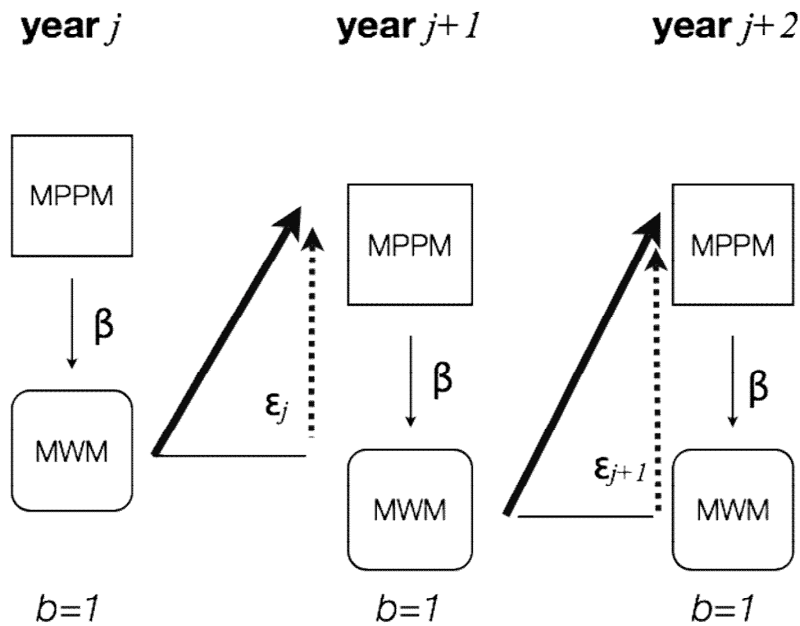 year j
year j+1
year j+2
MPPM
MPPM
MPPM
β
β
β
εj
εj+1
MWM
MWM
MWM
b=1
b=1
b=1